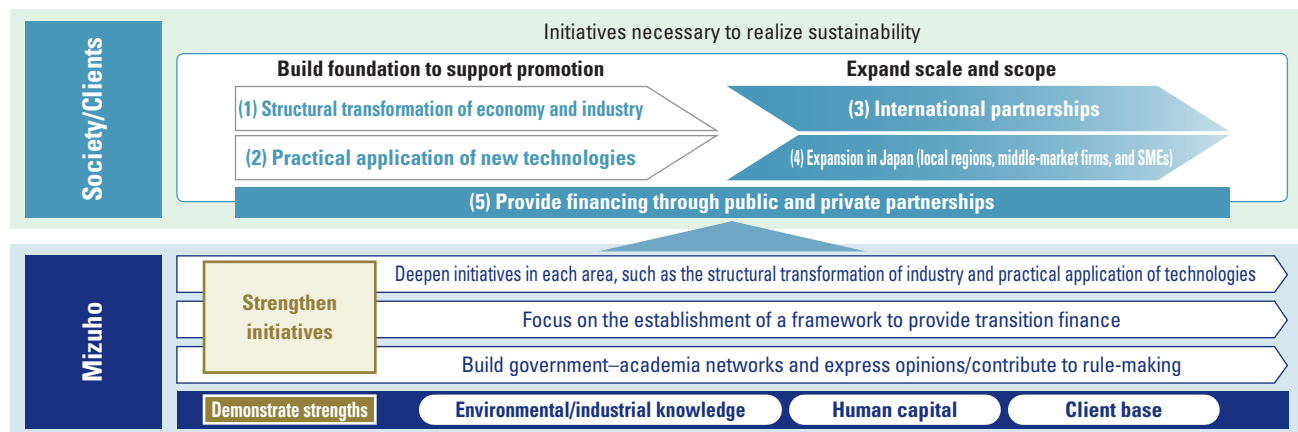 Society/Clients
Initiatives necessary to realize sustainability
Build foundation to support promotion
Expand scale and scope
(1) Structural transformation of economy and industry
(3) International partnerships
(2) Practical application of new technologies
(4) Expansion in Japan (local regions, middle-market firms, and SMEs)
(5) Provide financing through public and private partnerships
Mizuho
Strengthen
initiatives
Deepen initiatives in each area, such as the structural transformation of industry and practical application of technologies
Focus on the establishment of a framework to provide transition finance
Build government–academia networks and express opinions/contribute to rule-making
Demonstrate strengths
Environmental/industrial knowledge
Human capital
Client base